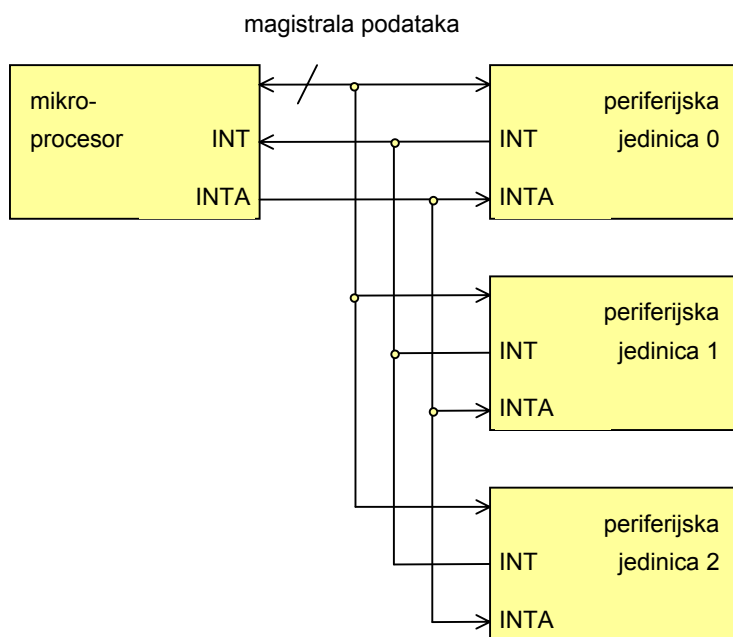 magistrala podataka
mikro-
procesor
INT
INTA
periferijska
jedinica 0
INT
INTA
periferijska
jedinica 1
INT
INTA
periferijska
jedinica 2
INT
INTA